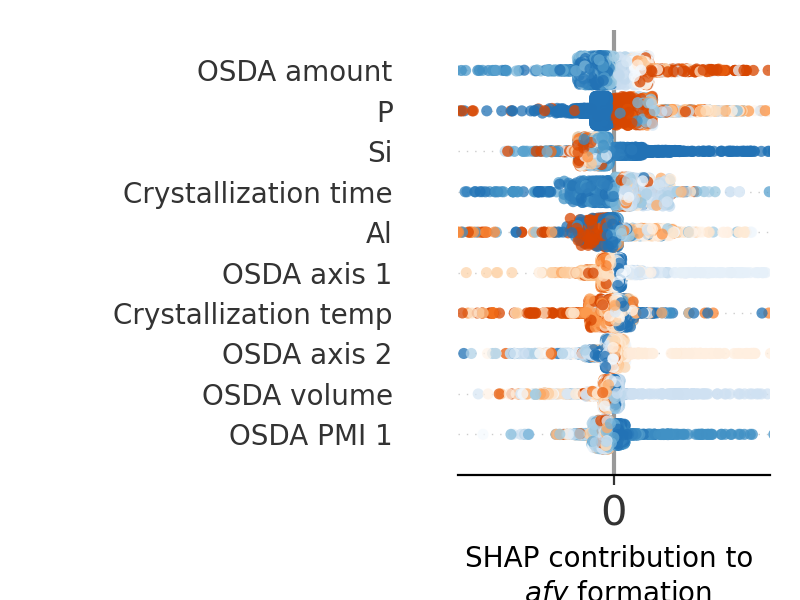 OSDA amount
P
Si
Crystallization time
Al
OSDA axis 1
Crystallization temp
OSDA axis 2
OSDA volume
OSDA PMI 1
0
SHAP contribution to
afy formation